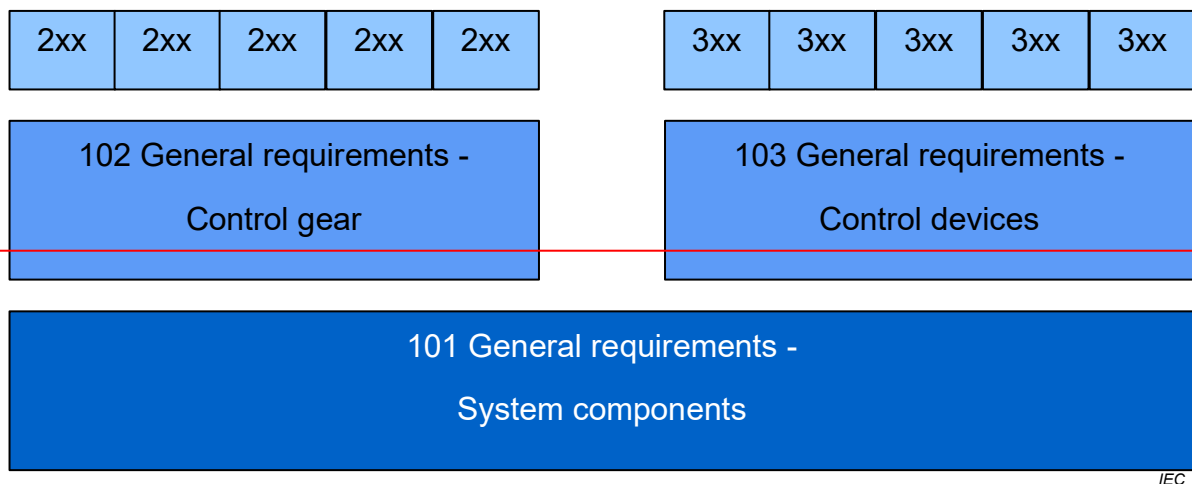 2xx 2xx 2xx 2xx 2xx 3xx 3xx 3xx 3xx 3xx
102 General requirements -
Control gear
103 General requirements -
Control devices
101 General requirements -
System components
IEC